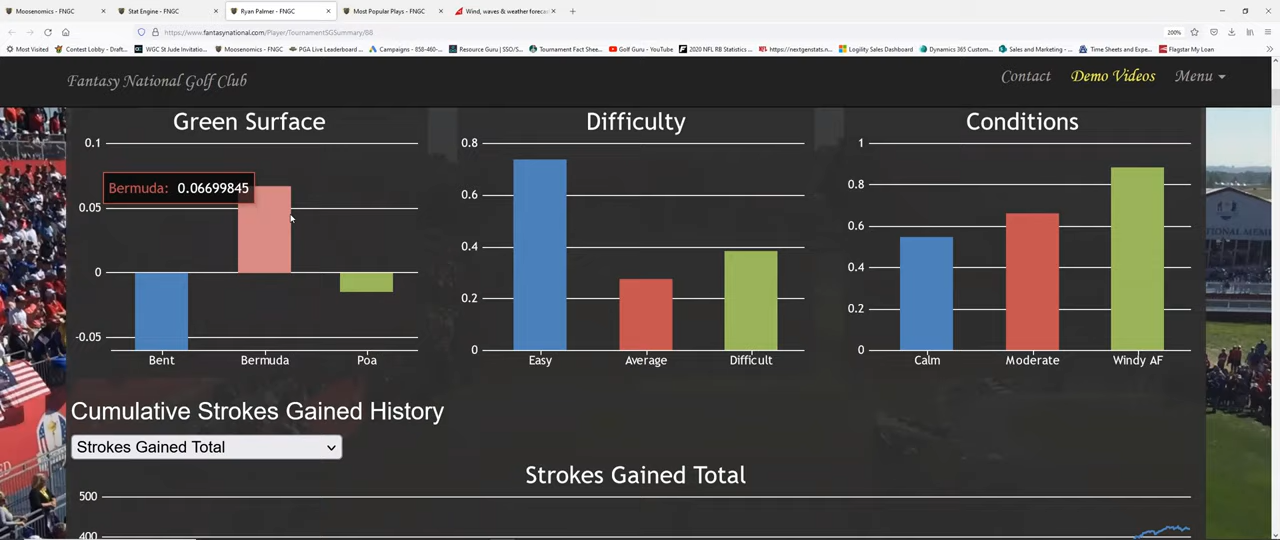 Moosenomics - FNGC
Stat Engine - FNGC
Ryan Palmer - FNGC
Most Popular Plays - FNGC
Wind, waves & weather foreca
https://www.fantasynational.com/Player/TournamentSGSummary/88
200%
Most Visited
Contest Lobby - Draft...
WGC St Jude Invitatio...
Moosenomics - FNGC
PGA Live Leaderboard ...
Campaigns - 858-460-...
Resource Guru | SSO/S...
Tournament Fact Shee...
Golf Guru - YouTube
2020 NFL RB Statistics ...
https://nextgenstats.n...
Logility Sales Dashboard
Dynamics 365 Custom...
Sales and Marketing - ...
Time Sheets and Expe...
Flagstar My Loan
Fantasy National Golf Club
Contact
Demo Videos
Menu
Green Surface
0.1
0.05
0
-0.05
Bermuda: 0.06699845
Bent
Bermuda
Poa
Difficulty
0.8
0.6
0.4
0.2
0
Easy
Average
Difficult
Conditions
1
0.8
0.6
0.4
0.2
0
Calm
Moderate
Windy AF
Cumulative Strokes Gained History
Strokes Gained Total
Strokes Gained Total
500
400